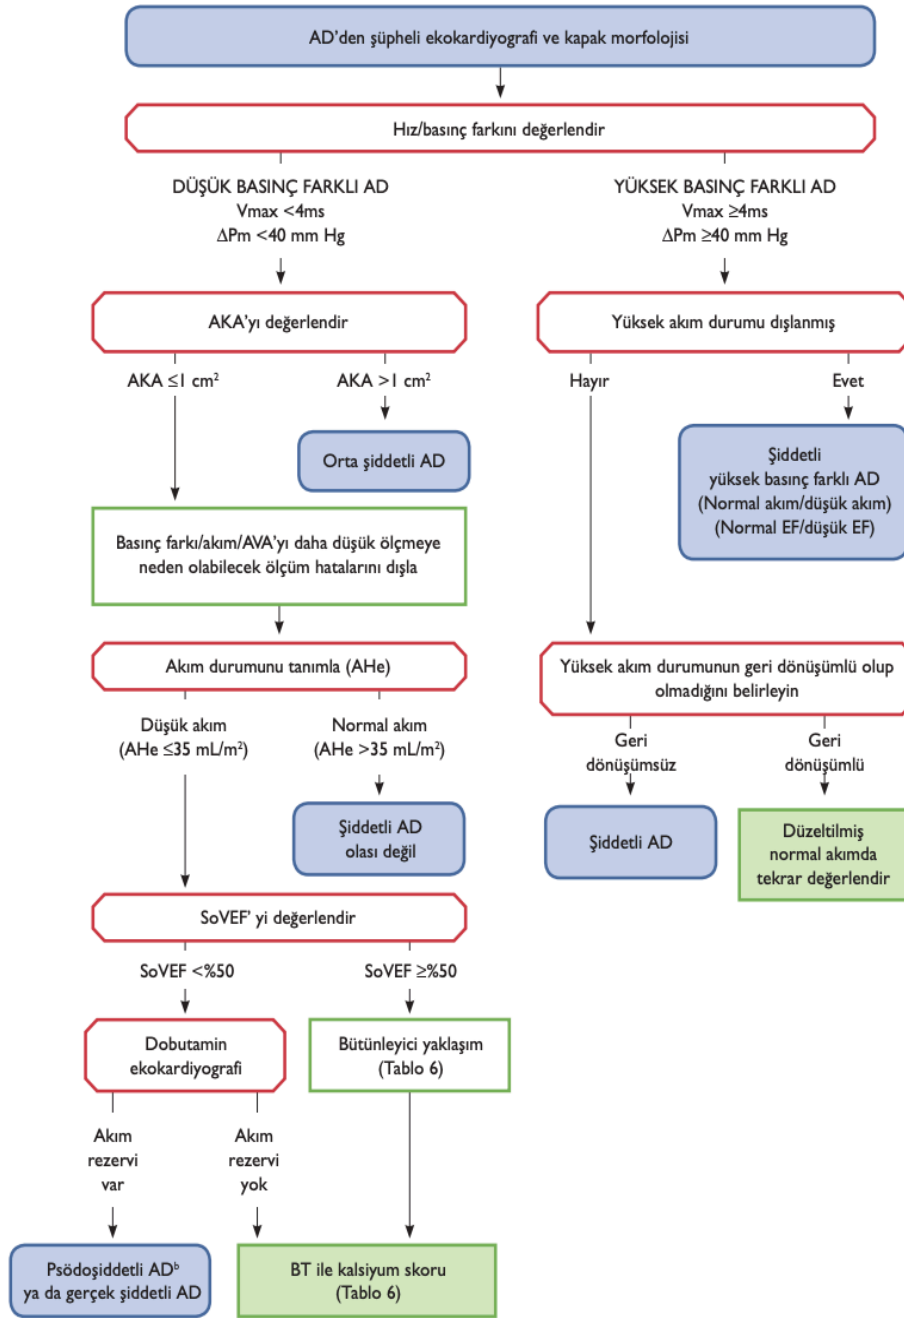 AD’den şüpheli ekokardiyografi ve kapak morfolojisi
Hız/basınç farkını değerlendir
DÜŞÜK BASINÇ FARKLI AD
Vmax <4ms
ΔPm <40 mm Hg
YÜKSEK BASINÇ FARKLI AD
Vmax ≥4ms
ΔPm ≥40 mm Hg
AKA’yı değerlendir
Yüksek akım durumu dışlanmış
AKA ≤1 cm²
AKA >1 cm²
Hayır
Evet
Orta şiddetli AD
Şiddetli
yüksek basınç farklı AD
(Normal akım/düşük akım)
(Normal EF/düşük EF)
Basınç farkı/akım/AVA’yı daha düşük ölçmeye
neden olabilecek ölçüm hatalarını dışla
Akım durumunu tanımla (AHe)
Yüksek akım durumunun geri dönüşümlü olup
olmadığını belirleyin
Düşük akım
(AHe ≤35 mL/m²)
Normal akım
(AHe >35 mL/m²)
Geri
dönüşümsüz
Geri
dönüşümlü
Şiddetli AD
olası değil
Şiddetli AD
Düzeltilmiş
normal akımda
tekrar değerlendir
SoVEF’ yi değerlendir
SoVEF <%50
SoVEF ≥%50
Dobutamin
ekokardiyografi
Bütünleyici yaklaşım
(Tablo 6)
Akım
rezervi
var
Akım
rezervi
yok
Psödoşiddetli ADᵇ
ya da gerçek şiddetli AD
BT ile kalsiyum skoru
(Tablo 6)